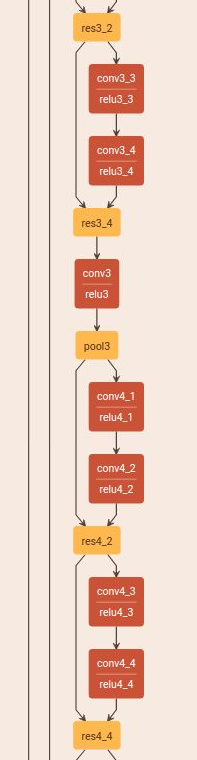 res3_2
conv3_3
relu3_3
conv3_4
relu3_4
res3_4
conv3
relu3
pool3
conv4_1
relu4_1
conv4_2
relu4_2
res4_2
conv4_3
relu4_3
conv4_4
relu4_4
res4_4